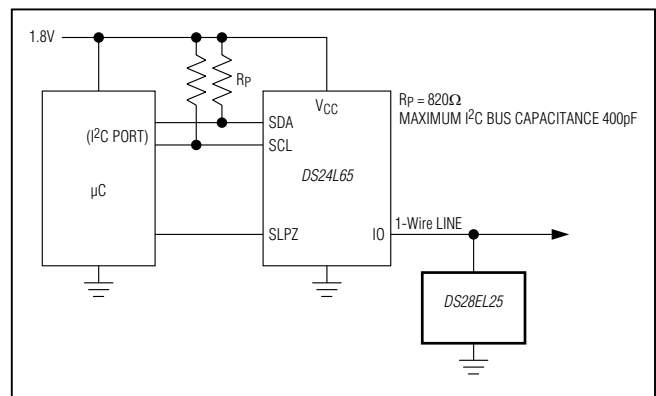 1.8V
RP
VCC
RP = 820Ω
MAXIMUM I2C BUS CAPACITANCE 400pF
(I2C PORT)
SDA
SCL
DS24L65
µC
1-Wire LINE
SLPZ
IO
DS28EL25